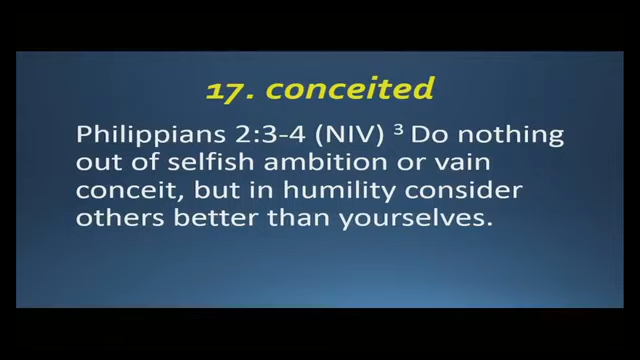 17. conceited
Philippians 2:3-4 (NIV) ³ Do nothing
out of selfish ambition or vain
conceit, but in humility consider
others better than yourselves.